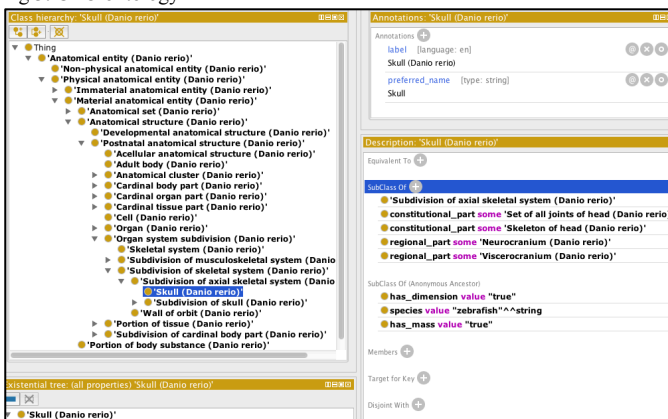 Class hierarchy: 'Skull (Danio rerio)'
Thing
'Anatomical entity (Danio rerio)'
'Non-physical anatomical entity (Danio rerio)'
'Physical anatomical entity (Danio rerio)'
'Immaterial anatomical entity (Danio rerio)'
'Material anatomical entity (Danio rerio)'
'Anatomical set (Danio rerio)'
'Anatomical structure (Danio rerio)'
'Developmental anatomical structure (Danio rerio)'
'Postnatal anatomical structure (Danio rerio)'
'Acellular anatomical structure (Danio rerio)'
'Adult body (Danio rerio)'
'Anatomical cluster (Danio rerio)'
'Cardinal body part (Danio rerio)'
'Cardinal organ part (Danio rerio)'
'Cardinal tissue part (Danio rerio)'
'Cell (Danio rerio)'
'Organ (Danio rerio)'
'Organ system subdivision (Danio rerio)'
'Skeletal system (Danio rerio)'
'Subdivision of musculoskeletal system (Danio
'Subdivision of skeletal system (Danio rerio)'
'Subdivision of axial skeletal system (Danio
'Skull (Danio rerio)'
'Subdivision of skull (Danio rerio)'
'Wall of orbit (Danio rerio)'
'Portion of tissue (Danio rerio)'
'Subdivision of cardinal body part (Danio rerio)'
'Portion of body substance (Danio rerio)'
Existential tree: (all properties) 'Skull (Danio rerio)'
'Skull (Danio rerio)'
Annotations: 'Skull (Danio rerio)'
Annotations
label [language: en]
Skull (Danio rerio)
preferred_name [type: string]
Skull
Description: 'Skull (Danio rerio)'
Equivalent To
SubClass Of
'Subdivision of axial skeletal system (Danio rerio)'
constitutional_part some 'Set of all joints of head (Danio rerio
constitutional_part some 'Skeleton of head (Danio rerio)'
regional_part some 'Neurocranium (Danio rerio)'
regional_part some 'Viscerocranium (Danio rerio)'
SubClass Of (Anonymous Ancestor)
has_dimension value "true"
species value "zebrafish"^^string
has_mass value "true"
Members
Target for Key
Disjoint With